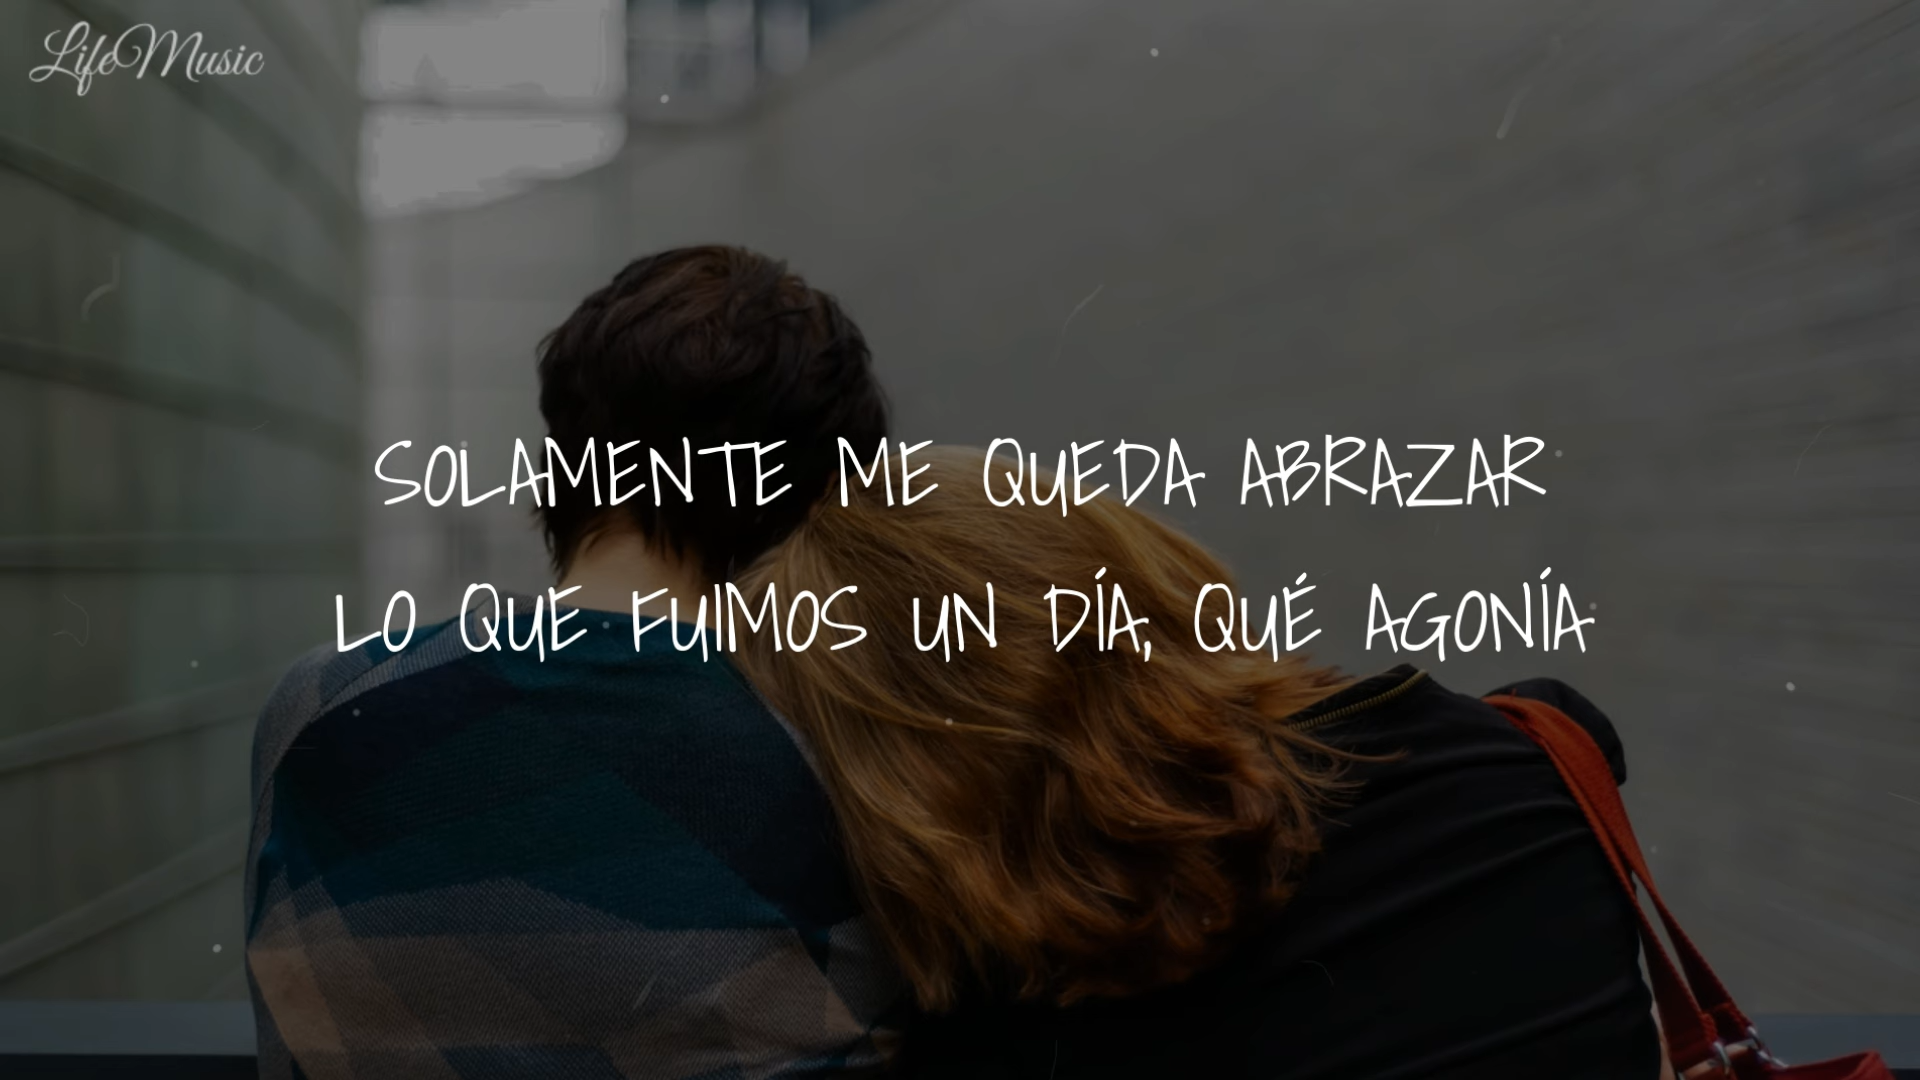 LifeMusic
SOLAMENTE ME QUEDA ABRAZAR
LO QUE FUIMOS UN DÍA, QUÉ AGONÍA